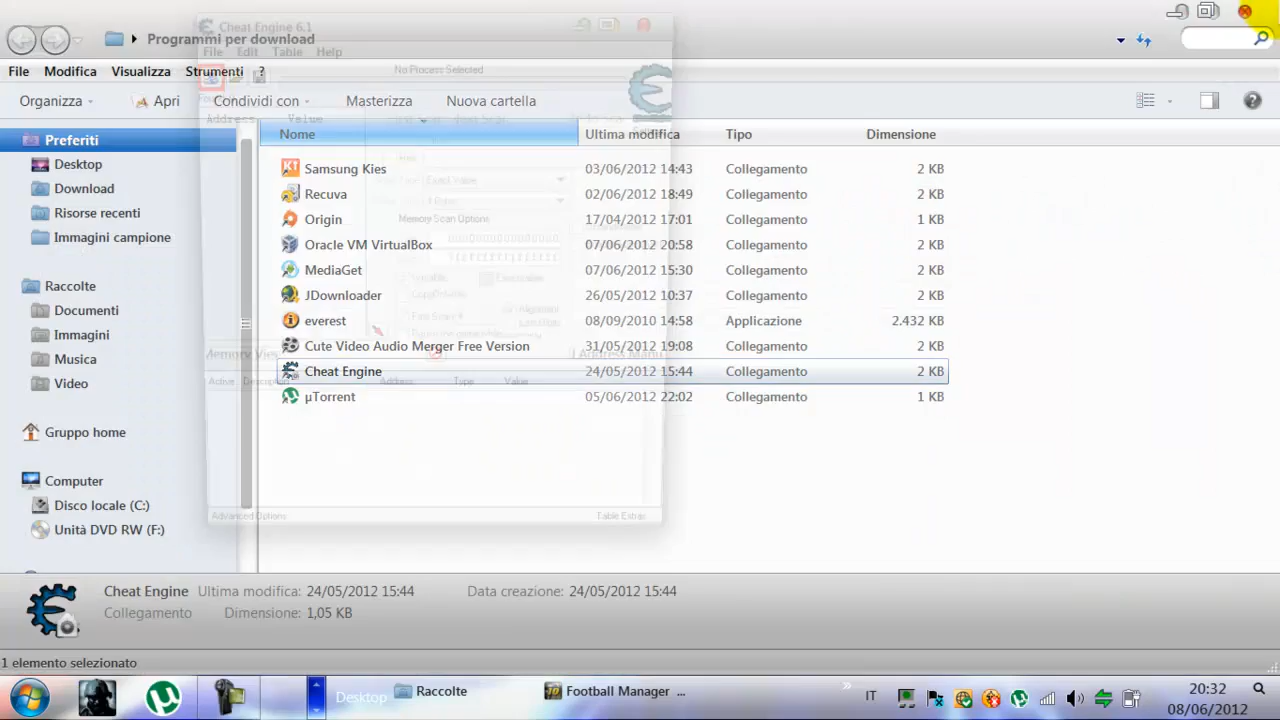 Cheat Engine 6.1
Programmi per download
File Edit Table Help
File Modifica Visualizza Strumenti ?
No Process Selected
Organizza Apri Condividi con Masterizza Nuova cartella
Address Value
Nome Ultima modifica Tipo Dimensione
Preferiti
Desktop
Download
Risorse recenti
Immagini campione
Raccolte
Documenti
Immagini
Musica
Video
Gruppo home
Computer
Disco locale (C:)
Unità DVD RW (F:)
Samsung Kies 03/06/2012 14:43 Collegamento 2 KB
Exact Value
Recuva 02/06/2012 18:49 Collegamento 2 KB
Origin 17/04/2012 17:01 Collegamento 1 KB
Memory Scan Options
Oracle VM VirtualBox 07/06/2012 20:58 Collegamento 2 KB
MediaGet 07/06/2012 15:30 Collegamento 2 KB
JDownloader 26/05/2012 10:37 Collegamento 2 KB
everest 08/09/2010 14:58 Applicazione 2.432 KB
Cute Video Audio Merger Free Version 31/05/2012 19:08 Collegamento 2 KB
Cheat Engine 24/05/2012 15:44 Collegamento 2 KB
Address Type Value
µTorrent 05/06/2012 22:02 Collegamento 1 KB
Advanced Options Table Extras
Cheat Engine Ultima modifica: 24/05/2012 15:44 Data creazione: 24/05/2012 15:44
Collegamento Dimensione: 1,05 KB
1 elemento selezionato
Desktop Raccolte Football Manager ... IT 20:32
08/06/2012